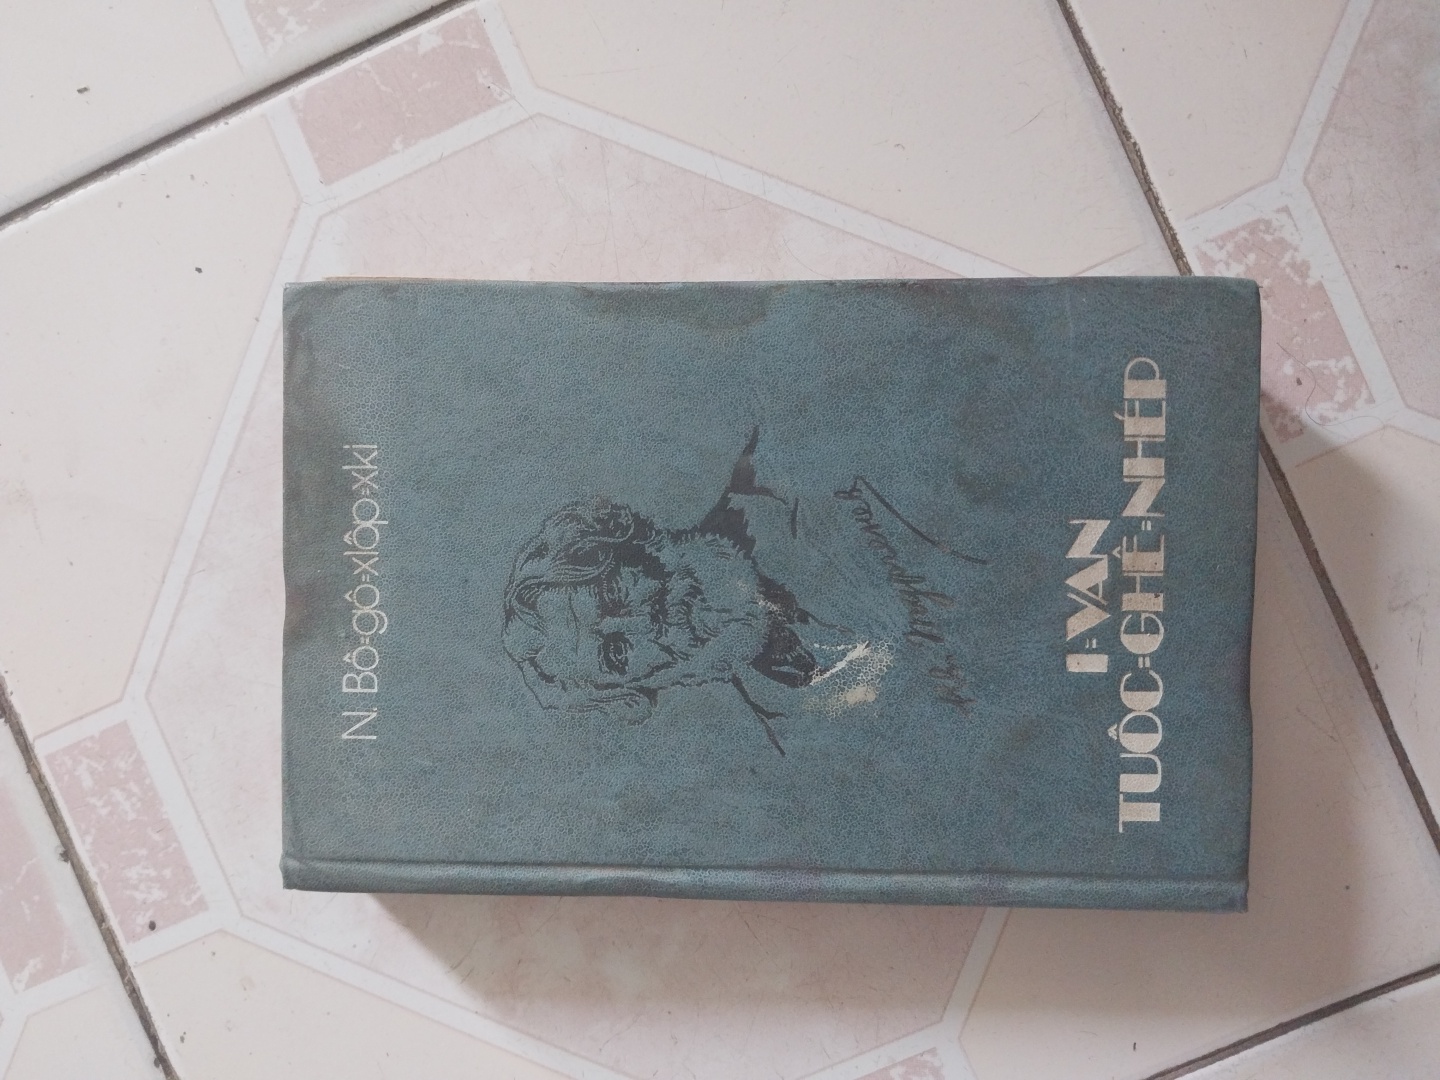 N. Bô=gô=xlôp=xki
I=VAN
TUỐC=GHÊ=NHÉP